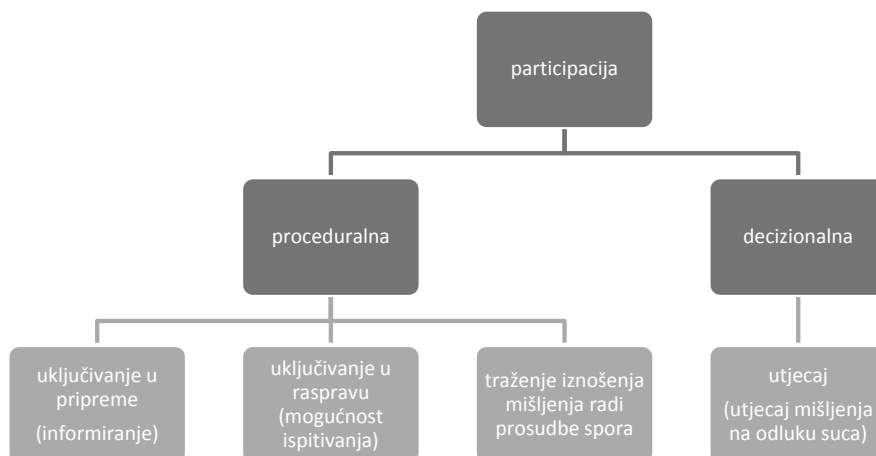 participacija
proceduralna
decizionalna
uključivanje u
pripreme
(informiranje)
uključivanje u
raspravu
(mogućnost
ispitivanja)
traženje iznošenja
mišljenja radi
prosudbe spora
utjecaj
(utjecaj mišljenja
na odluku suca)